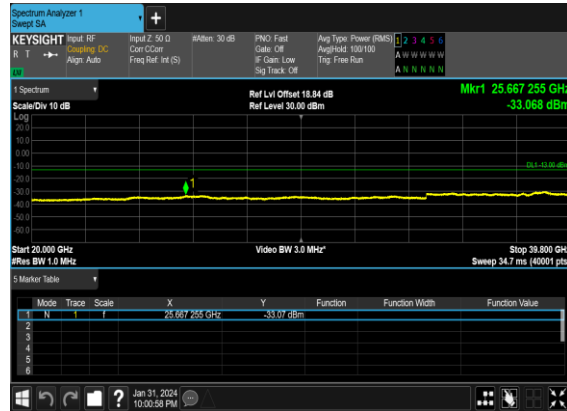 Spectrum Analyzer 1
Swept SA
+
KEYSIGHT Input: RF Input Z: 50 Ω #Atten: 30 dB PNO: Fast Avg Type: Power (RMS) 1 2 3 4 5 6
R T Coupling: DC Corr CCorr Gate: Off Avg|Hold: 100/100 A W W W W W
Align: Auto Freq Ref: Int (S) IF Gain: Low Trig: Free Run
Sig Track: Off A N N N N N
1 Spectrum Ref Lvl Offset 18.84 dB Mkr1 25.667 255 GHz
Scale/Div 10 dB Ref Level 30.00 dBm -33.068 dBm
Log
20.0
10.0
0.00
-10.0
DL1 -13.00 dBm
-20.0
1
-30.0
-40.0
-50.0
-60.0
Start 20.000 GHz Video BW 3.0 MHz* Stop 39.800 GHz
#Res BW 1.0 MHz Sweep 34.7 ms (40001 pts
5 Marker Table
Mode Trace Scale X Y Function Function Width Function Value
1 N 1 f 25.667 255 GHz -33.07 dBm
2
3
4
5
6
? Jan 31, 2024
10:00:58 PM